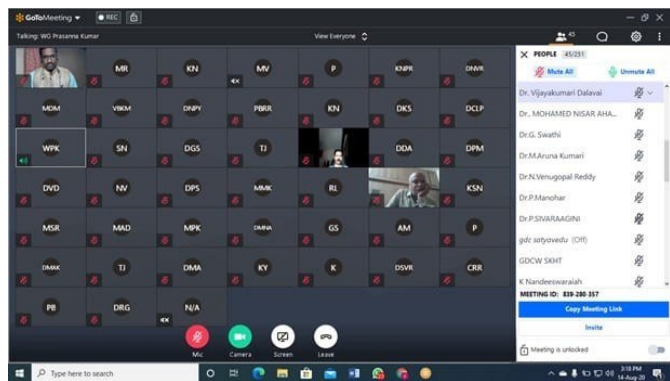 GoToMeeting
REC
Talking: WG Prasanna Kumar
View Everyone
45
MR
KN
MV
P
KNPR
DNVR
MDM
VBKM
DNPY
PBRR
KN
DKS
DCLP
WPK
SN
DGS
TJ
DDA
DPM
DVD
NV
DPS
MMK
RL
KSN
MSR
MAD
MPK
DMNA
GS
AM
P
DMAK
TJ
DMA
KY
K
DSVR
CRR
PB
DRG
N/A
Mic
Camera
Screen
Leave
PEOPLE 45/251
Mute All
Unmute All
Dr. Vijayakumari Dalavai
Dr., MOHAMED NISAR AHA...
Dr.G. Swathi
Dr.M.Aruna Kumari
Dr.N.Venugopal Reddy
Dr.P.Manohar
Dr.P.SIVARAAGINI
gdc satyavedu (Off)
GDCW SKHT
K Nandeeswaraiah
MEETING ID: 839-280-357
Copy Meeting Link
Invite
Meeting is unlocked
Type here to search
3:18 PM
14-Aug-20